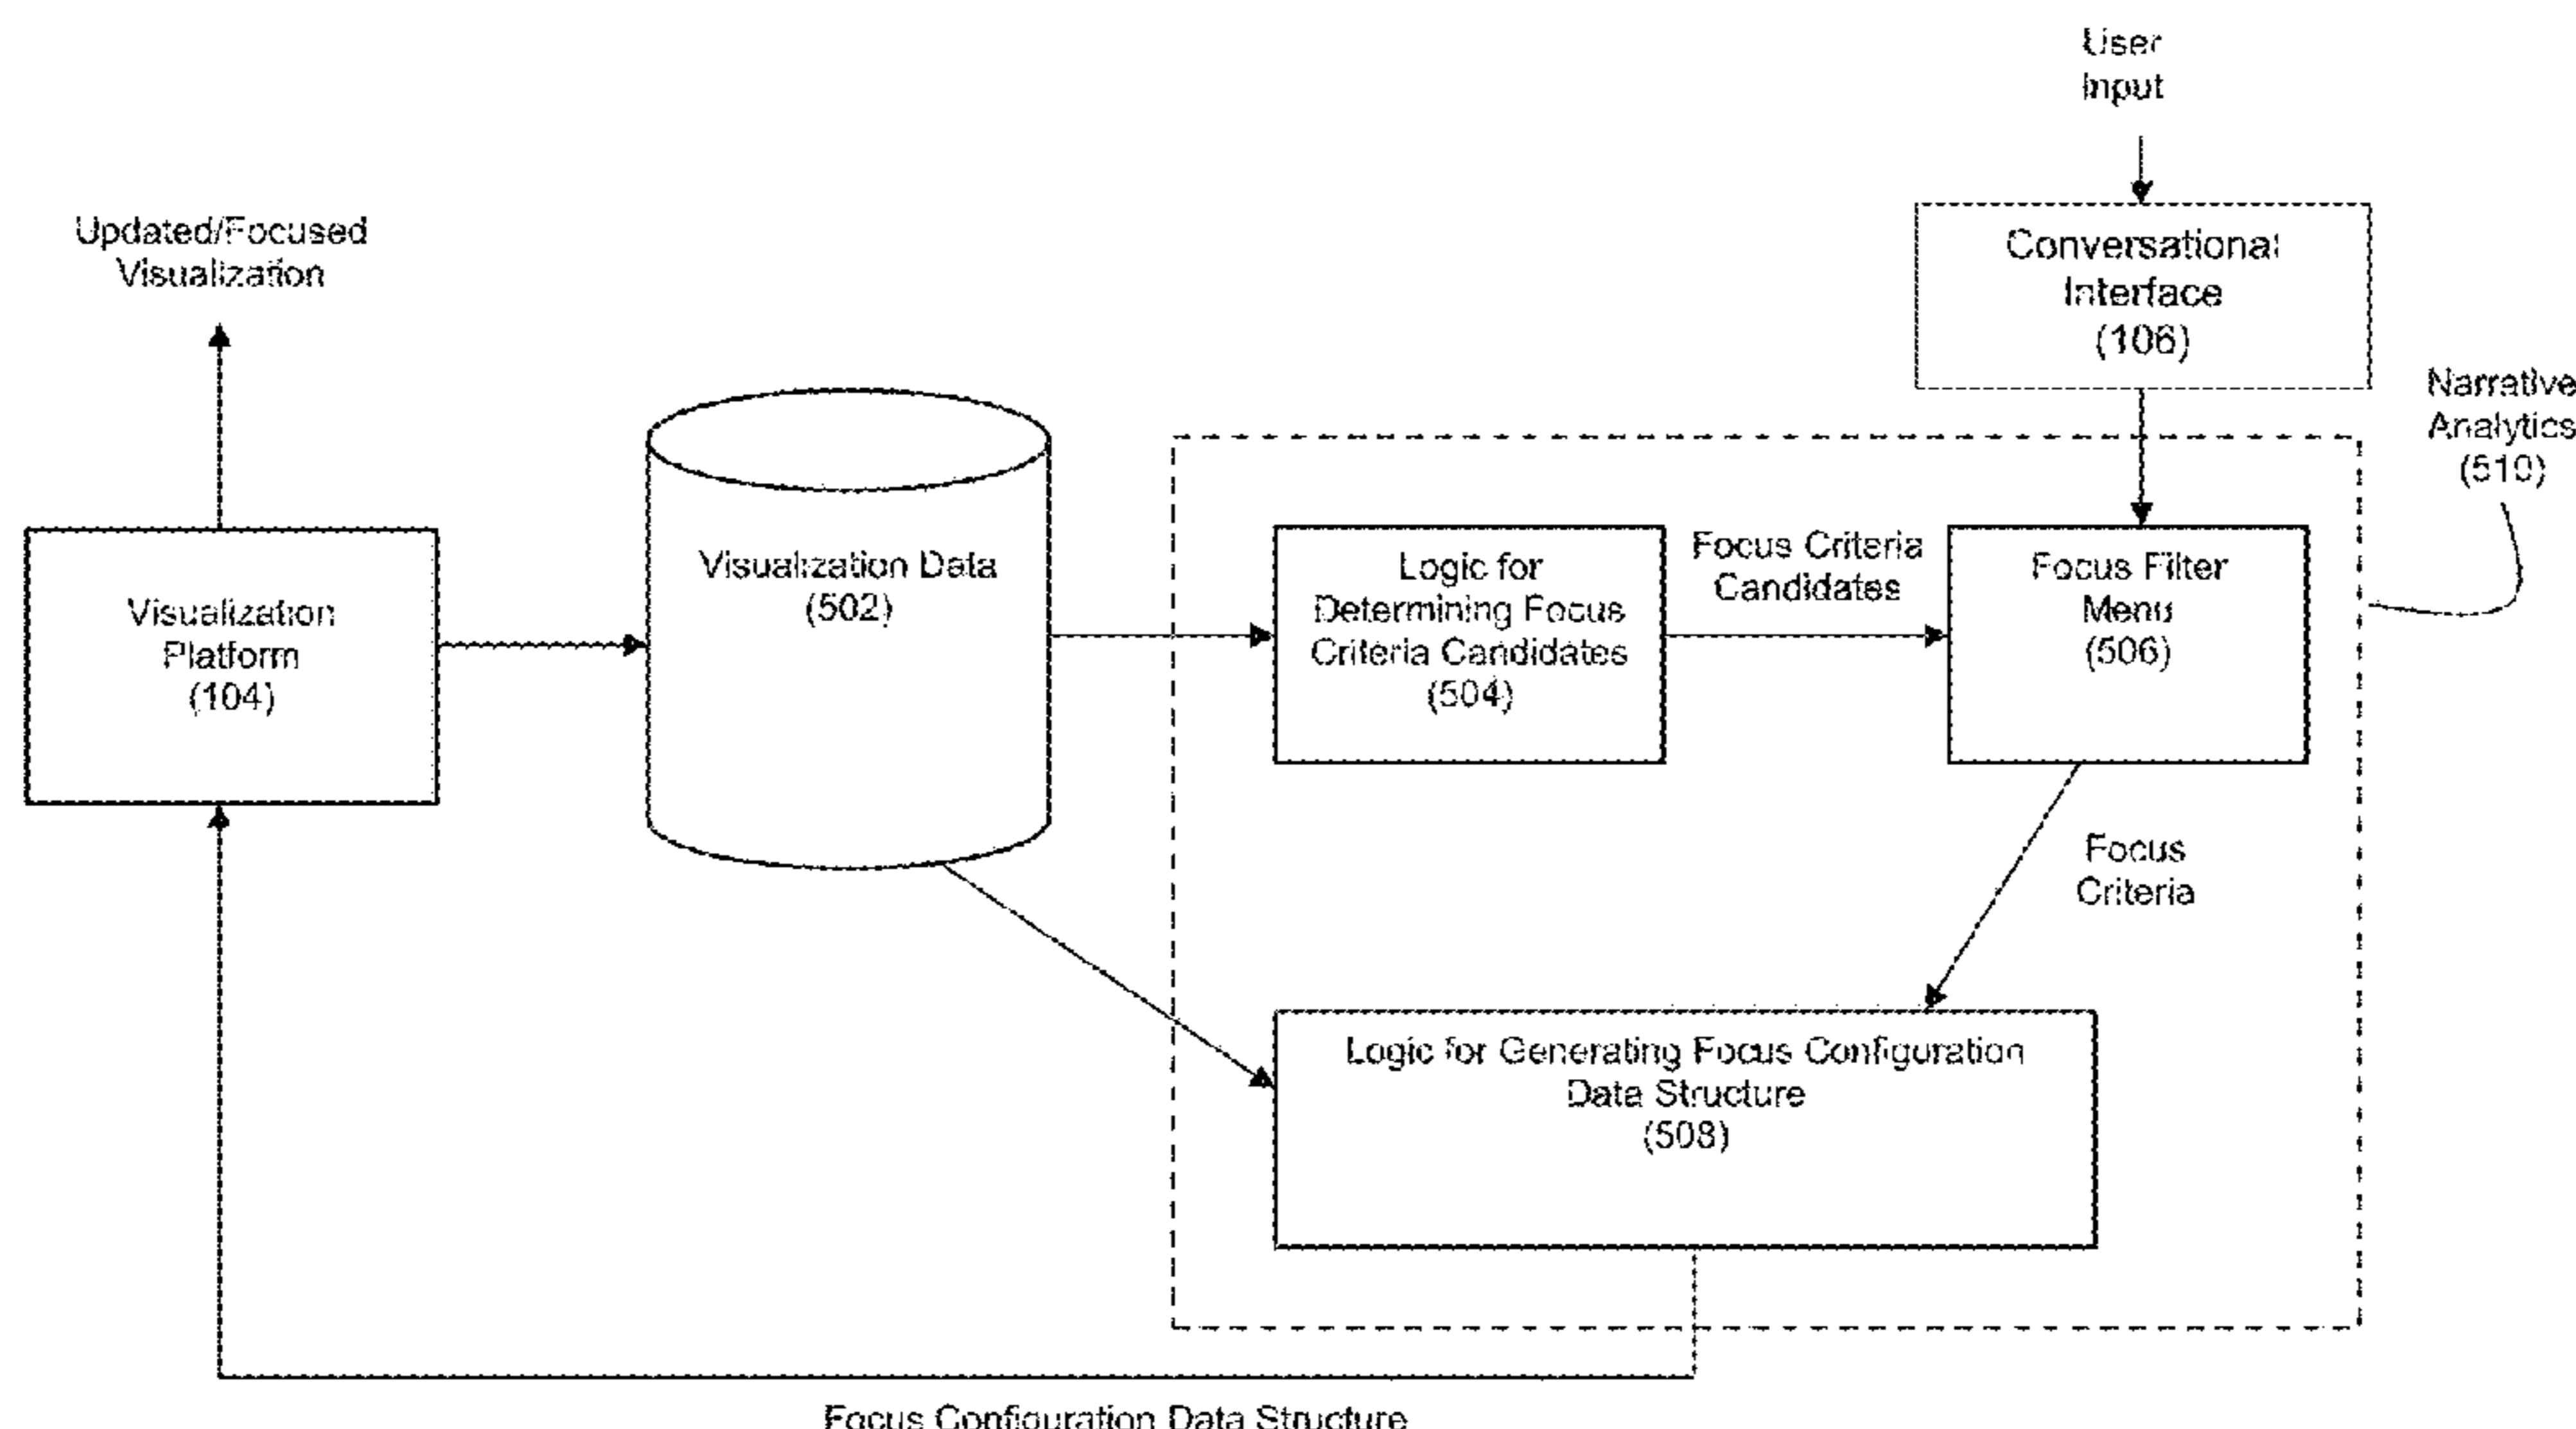 User
Input
Updated/Focused
Visualization
Conversational
Interface
(106)
Narrative
Analytics
(510)
Visualization Data
(502)
Visualization
Platform
(104)
Logic for
Determining Focus
Criteria Candidates
(504)
Focus Criteria
Candidates
Focus Filter
Menu
(506)
Focus
Criteria
Logic for Generating Focus Configuration
Data Structure
(508)
Focus Configuration Data Structure